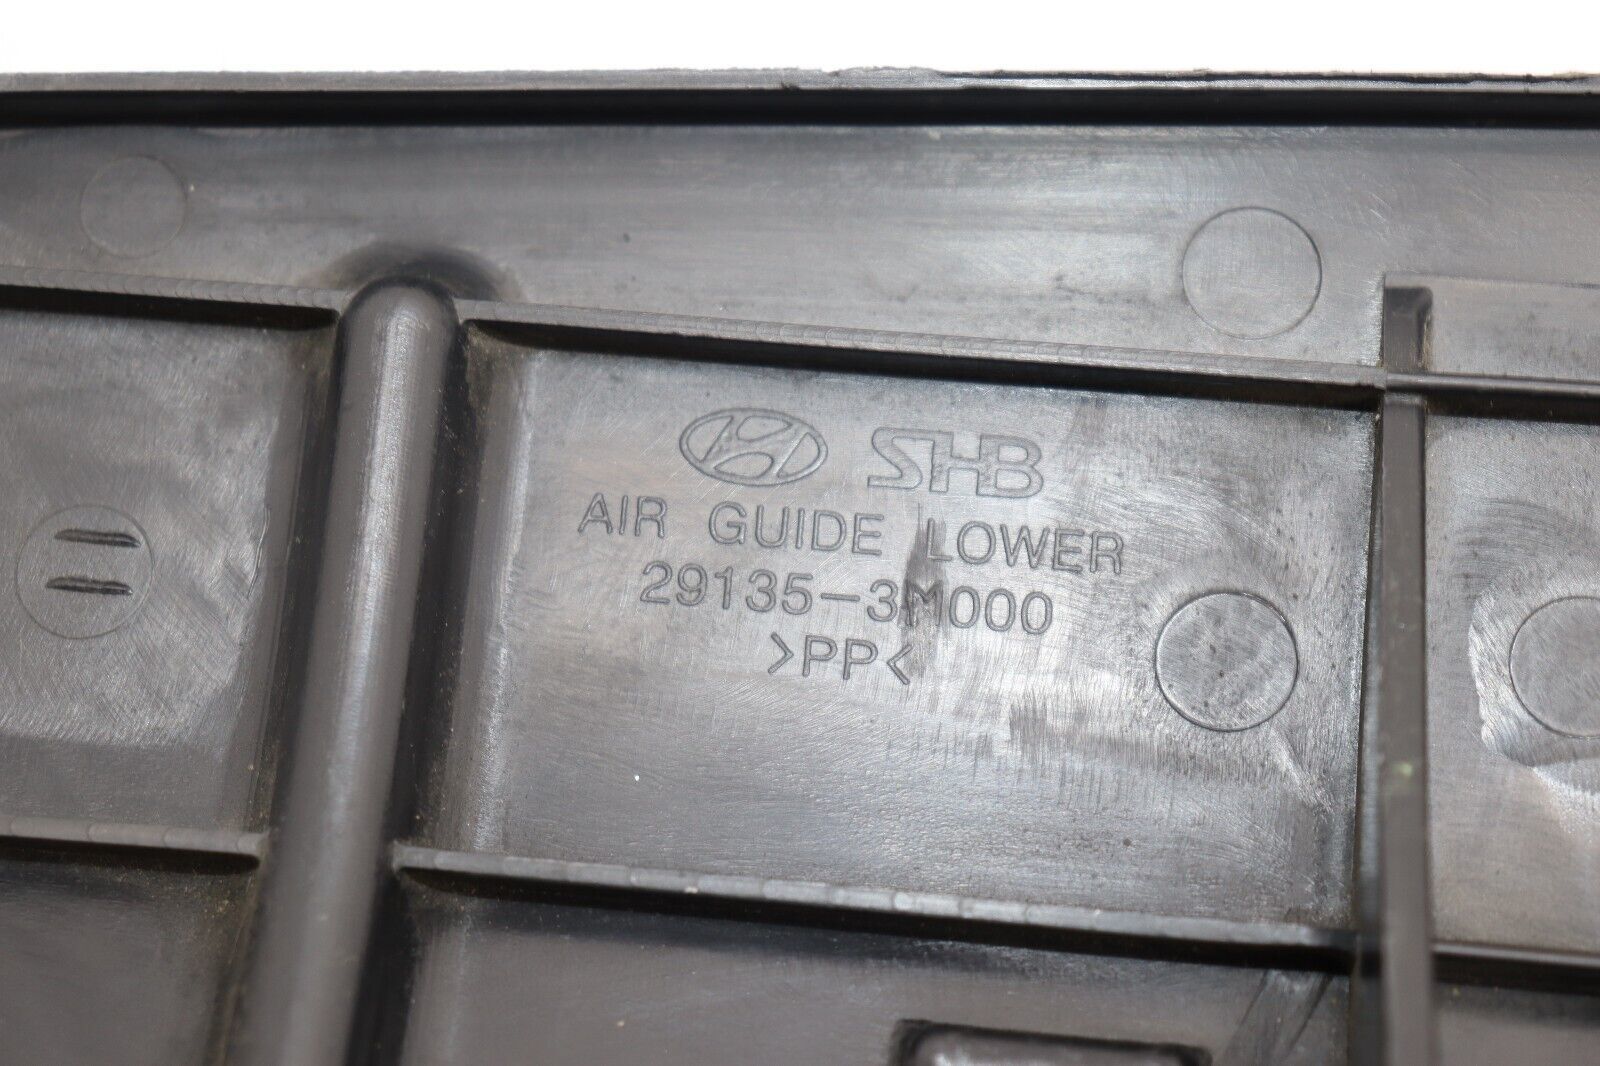 SHB
AIR GUIDE LOWER
29135-3M000
>PP<